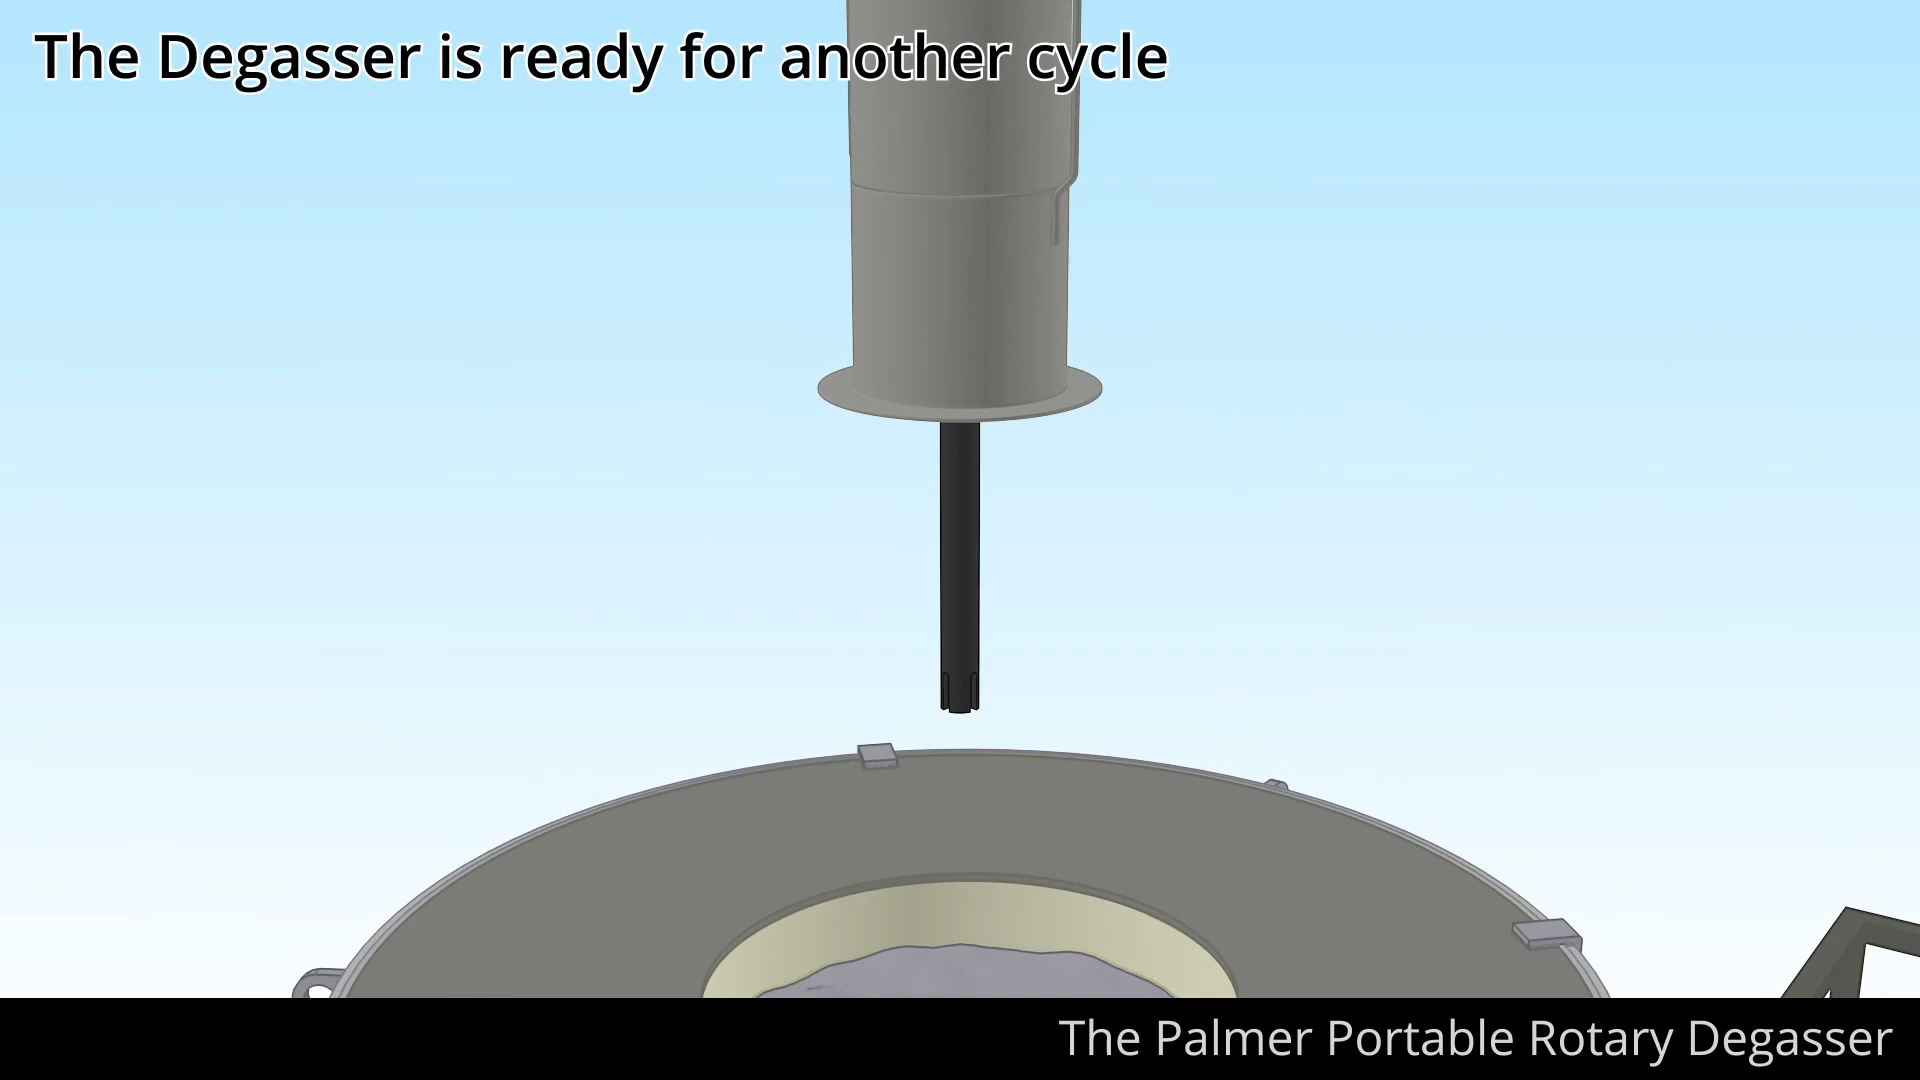 The Degasser is ready for another cycle
The Palmer Portable Rotary Degasser